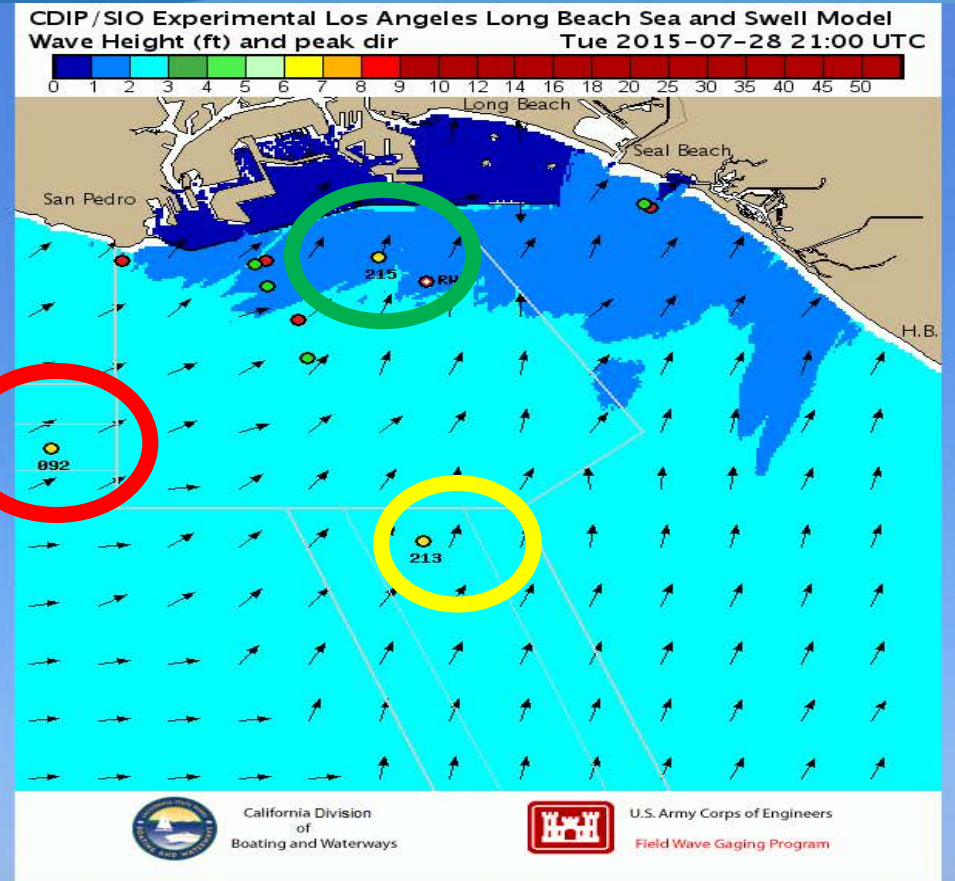 CDIP/SIO Experimental Los Angeles Long Beach Sea and Swell Model
Wave Height (ft) and peak dir Tue 2015-07-28 21:00 UTC
0 1 2 3 4 5 6 7 8 9 10 12 14 16 18 20 25 30 35 40 45 50
Long Beach
Seal Beach
San Pedro
215
RW
H.B.
092
213
California Division
of
Boating and Waterways
U.S. Army Corps of Engineers
Field Wave Gaging Program